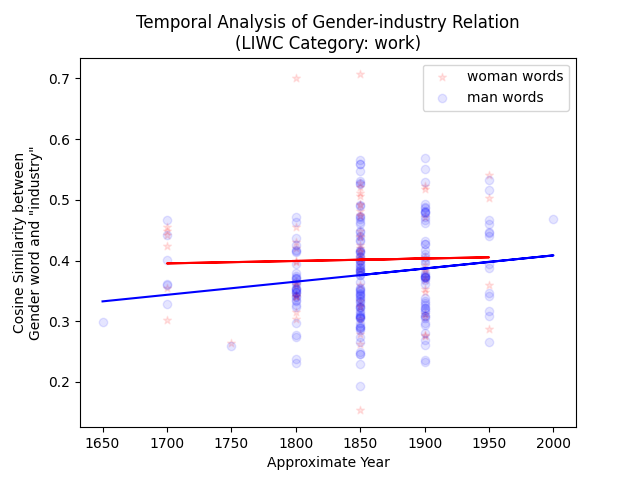 Temporal Analysis of Gender-industry Relation
(LIWC Category: work)
woman words
man words
0.7
0.6
0.5
0.4
0.3
0.2
Cosine Similarity between
Gender word and "industry"
1650 1700 1750 1800 1850 1900 1950 2000
Approximate Year